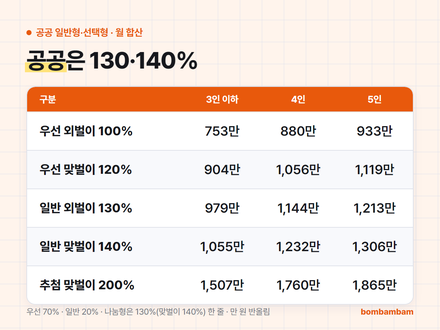 공공 일반형·선택형 · 월 합산
공공은 130·140%
구분 3인 이하 4인 5인
우선 외벌이 100% 753만 880만 933만
우선 맞벌이 120% 904만 1,056만 1,119만
일반 외벌이 130% 979만 1,144만 1,213만
일반 맞벌이 140% 1,055만 1,232만 1,306만
추첨 맞벌이 200% 1,507만 1,760만 1,865만
우선 70% · 일반 20% · 나눔형은 130%(맞벌이 140%) 한 줄 · 만 원 반올림 bombambam